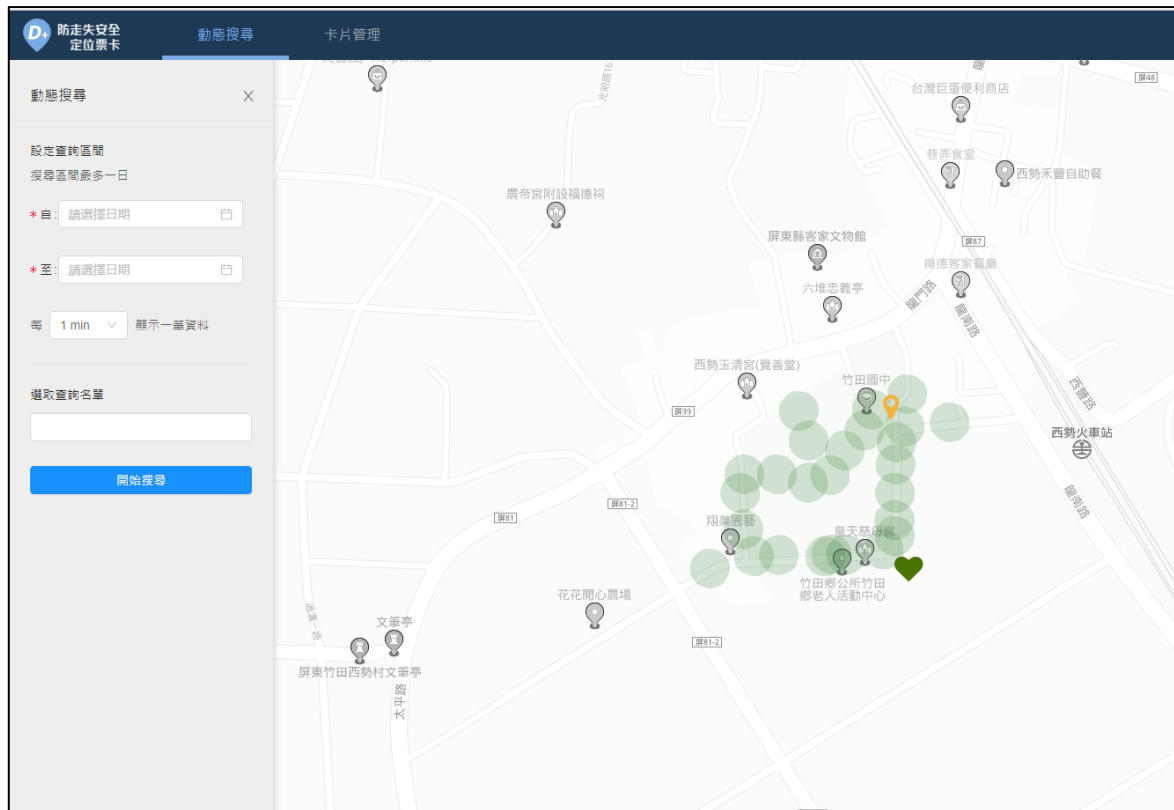 D+
防走失安全
定位票卡
動態搜尋
卡片管理
動態搜尋
X
設定查詢區間
搜尋區間最多一日
* 自: 請選擇日期
* 至: 請選擇日期
每 1 min 顯示一筆資料
選取查詢名單
開始搜尋
屏48
台灣巨蛋便利商店
巷弄食堂
西勢禾豐自助餐
農帝宮附設福德祠
屏東縣客家文物館
屏87
甫德客家餐廳
六堆忠義亭
龍門路
龍南路
西勢玉清宮(覺善堂)
竹田國中
西豐路
屏39
西勢火車站
屏81-2
龍南路
屏81
翔葉園藝
皇天慈母宮
竹田鄉公所竹田
鄉老人活動中心
花花開心農場
文筆亭
屏81-2
屏東竹田西勢村文筆亭
太平路